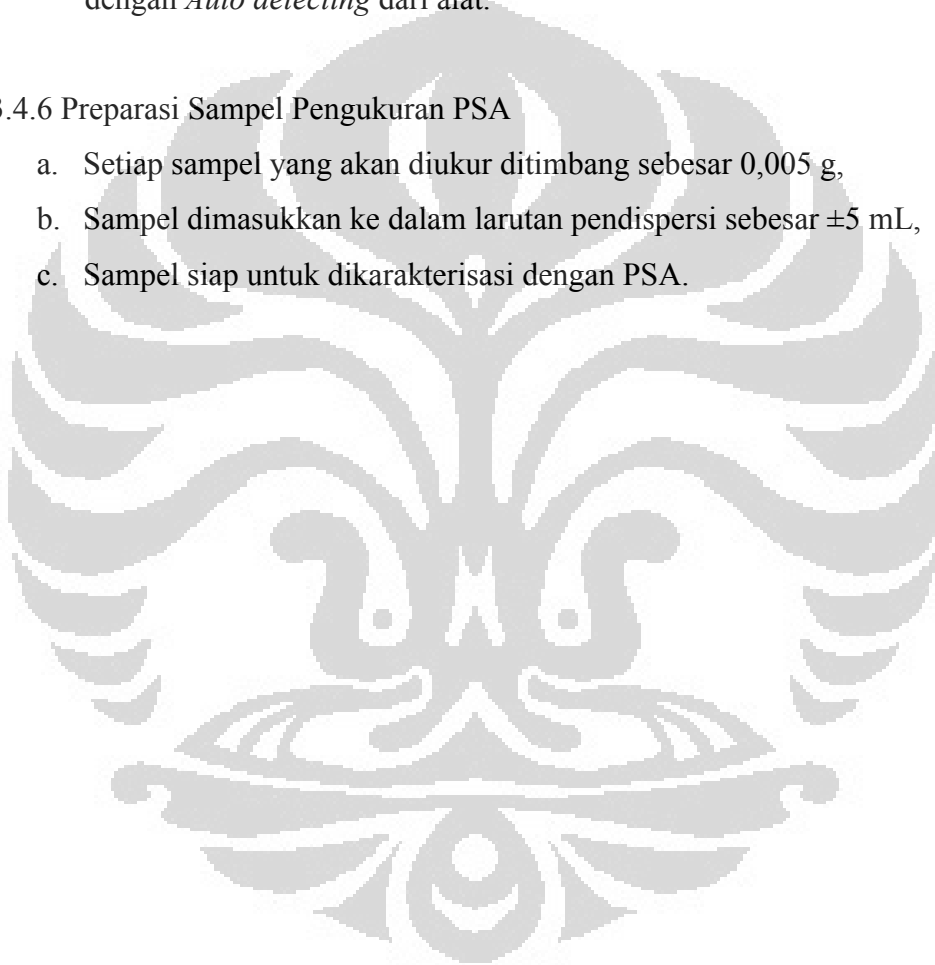 dengan Auto detecting dari alat.
3.4.6 Preparasi Sampel Pengukuran PSA
a. Setiap sampel yang akan diukur ditimbang sebesar 0,005 g,
b. Sampel dimasukkan ke dalam larutan pendispersi sebesar ±5 mL,
c. Sampel siap untuk dikarakterisasi dengan PSA.